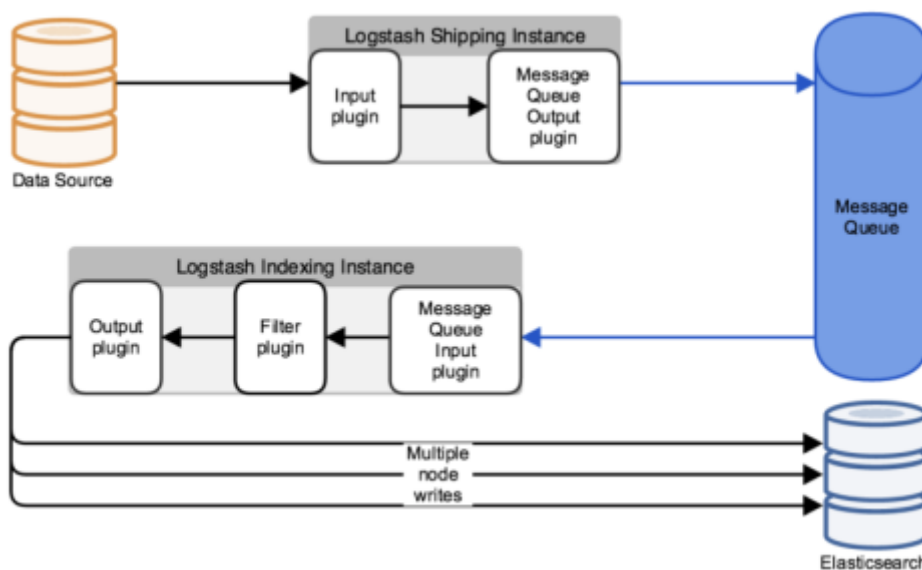 Logstash Shipping Instance
Input
plugin
Message
Queue
Output
plugin
Data Source
Message
Queue
Logstash Indexing Instance
Output
plugin
Filter
plugin
Message
Queue
Input
plugin
Multiple
node
writes
Elasticsearch